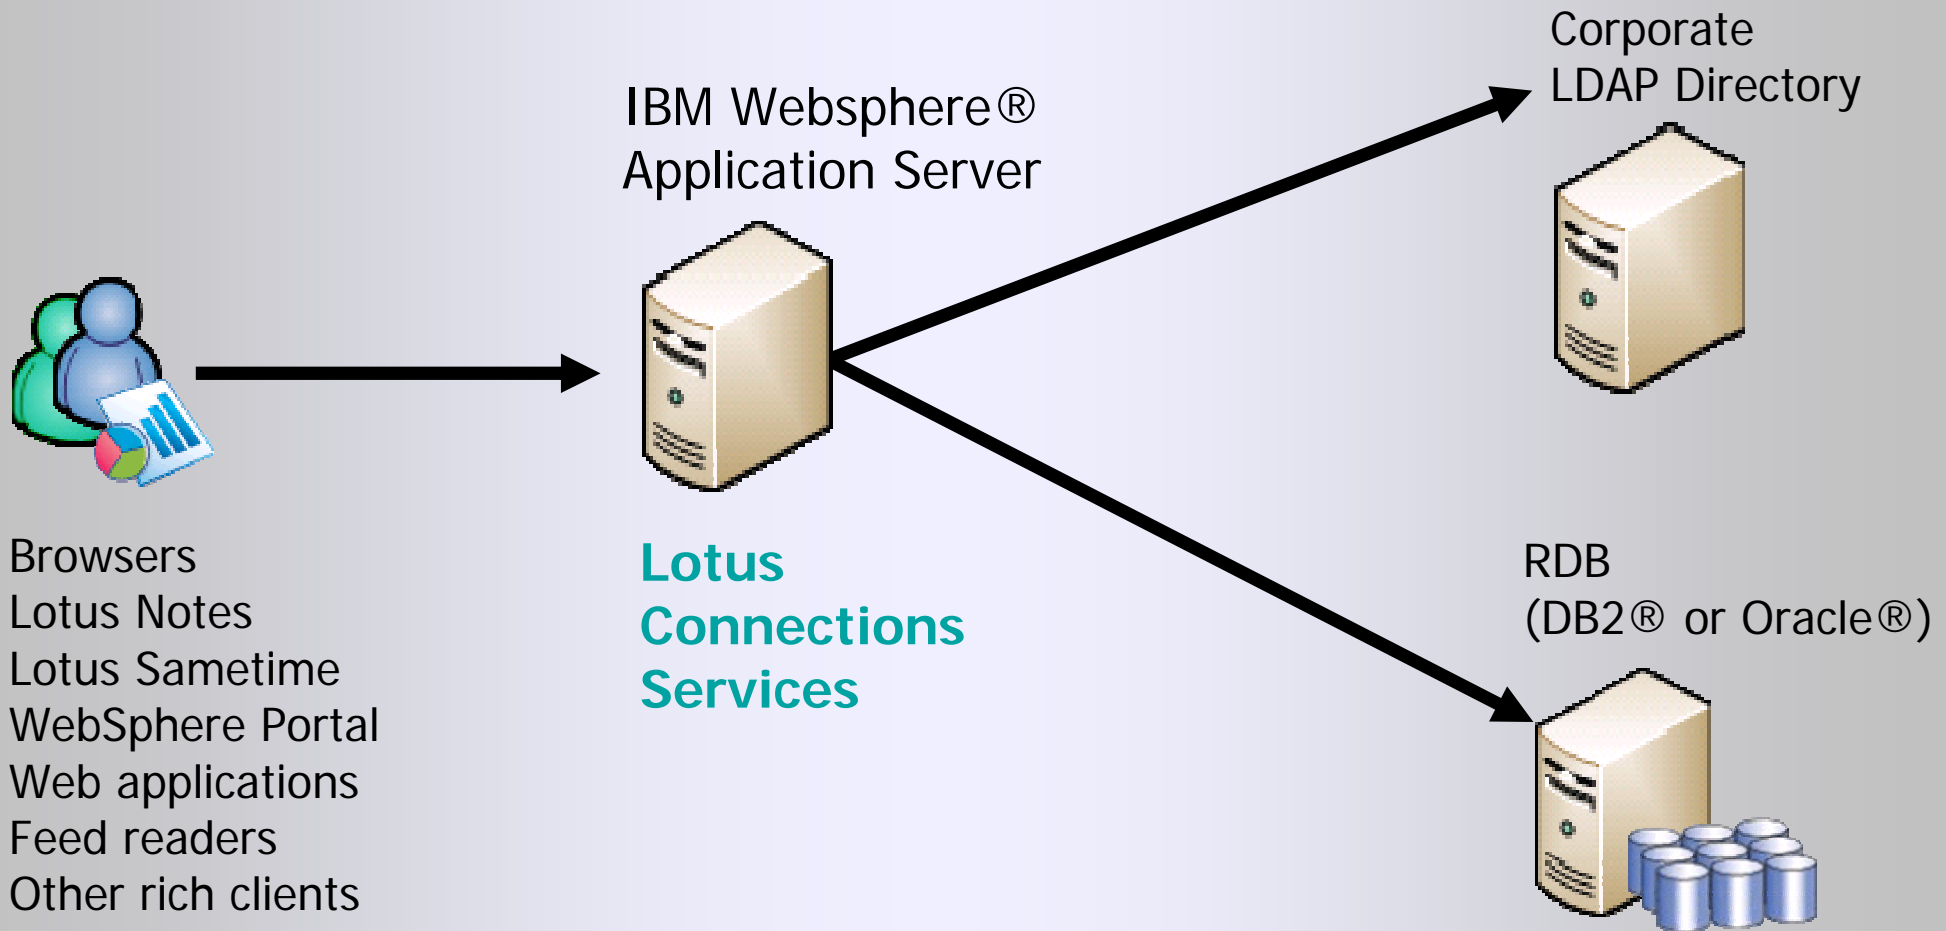 Corporate
LDAP Directory
IBM Websphere®
Application Server
Browsers
Lotus Notes
Lotus Sametime
WebSphere Portal
Web applications
Feed readers
Other rich clients
Lotus
Connections
Services
RDB
(DB2® or Oracle®)